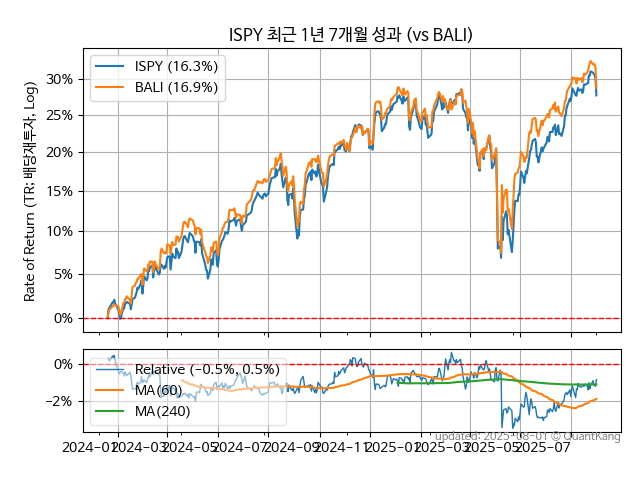 ISPY 최근 1년 7개월 성과 (vs BALI)
Rate of Return (TR: 배당재투자, Log)
ISPY (16.3%)
BALI (16.9%)
30%
25%
20%
15%
10%
5%
0%
Relative (−0.5%, 0.5%)
MA(60)
MA(240)
0%
−2%
2024-01 2024-03 2024-05 2024-07 2024-09 2024-11 2025-01 2025-03 2025-05 2025-07
updated: 2025-08-01 © QuantKang